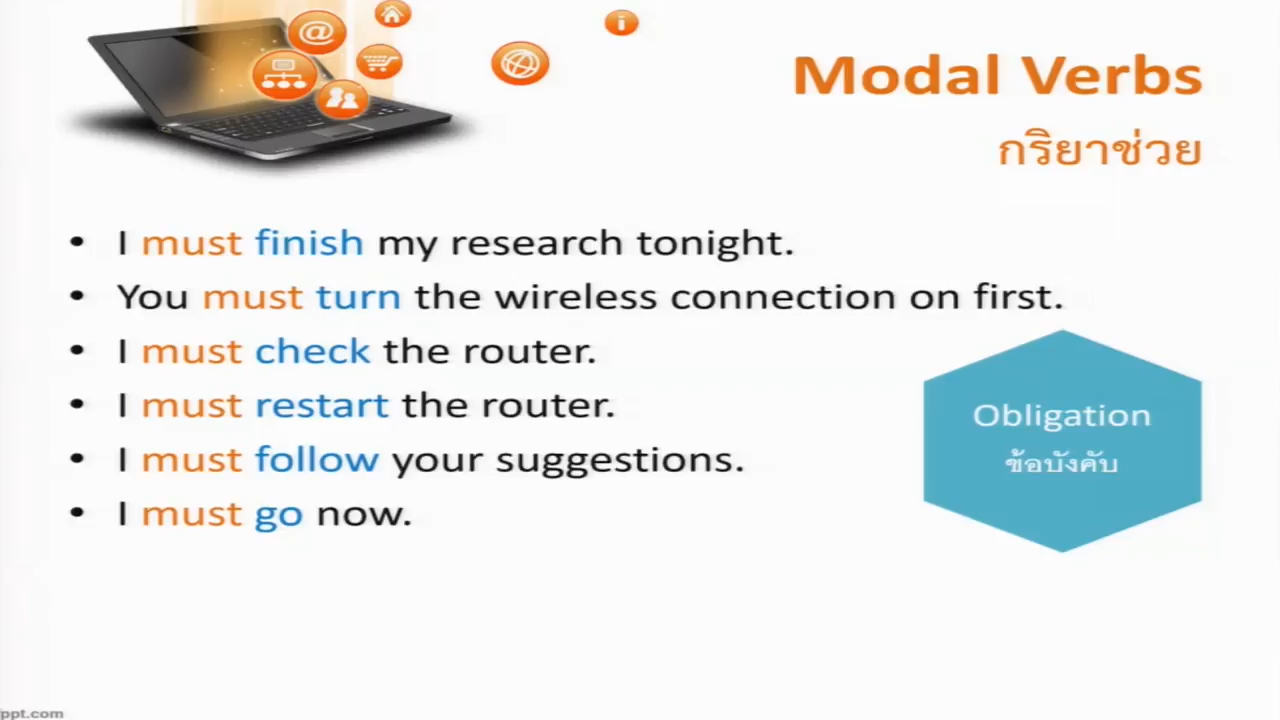 Modal Verbs
กริยาช่วย
• I must finish my research tonight.
• You must turn the wireless connection on first.
• I must check the router.
• I must restart the router.
• I must follow your suggestions.
• I must go now.
Obligation
ข้อบังคับ
ppt.com